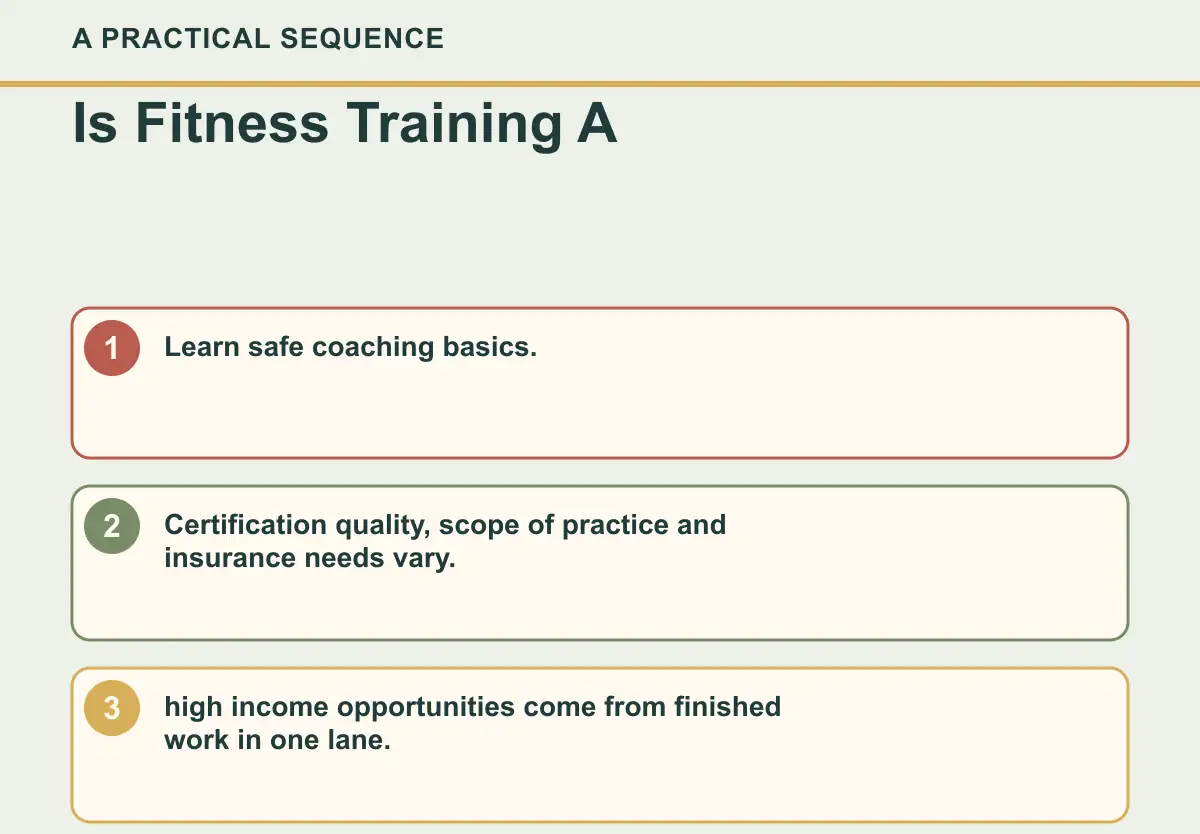 A PRACTICAL SEQUENCE
Is Fitness Training A
1
Learn safe coaching basics.
2
Certification quality, scope of practice and
insurance needs vary.
3
high income opportunities come from finished
work in one lane.